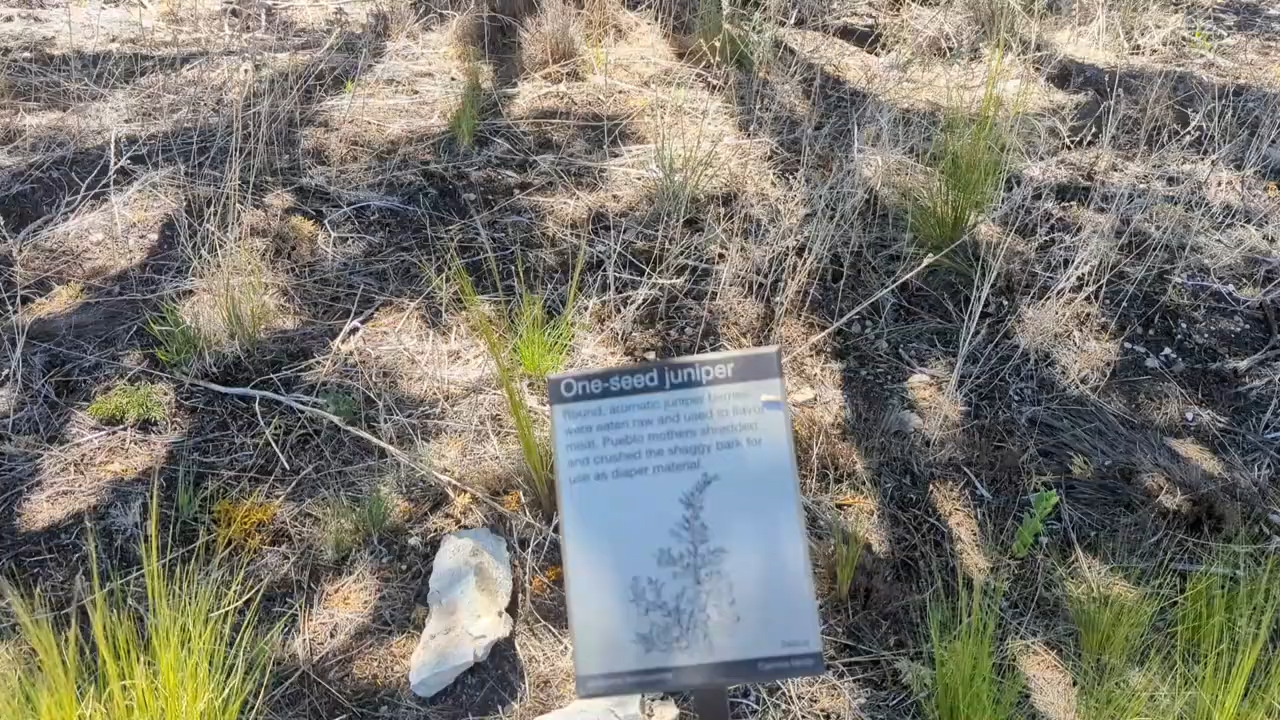 One-seed juniper
Round, aromatic juniper berries
were eaten raw and used to flavor
meat. Pueblo mothers shredded
and crushed the shaggy bark for
use as diaper material.